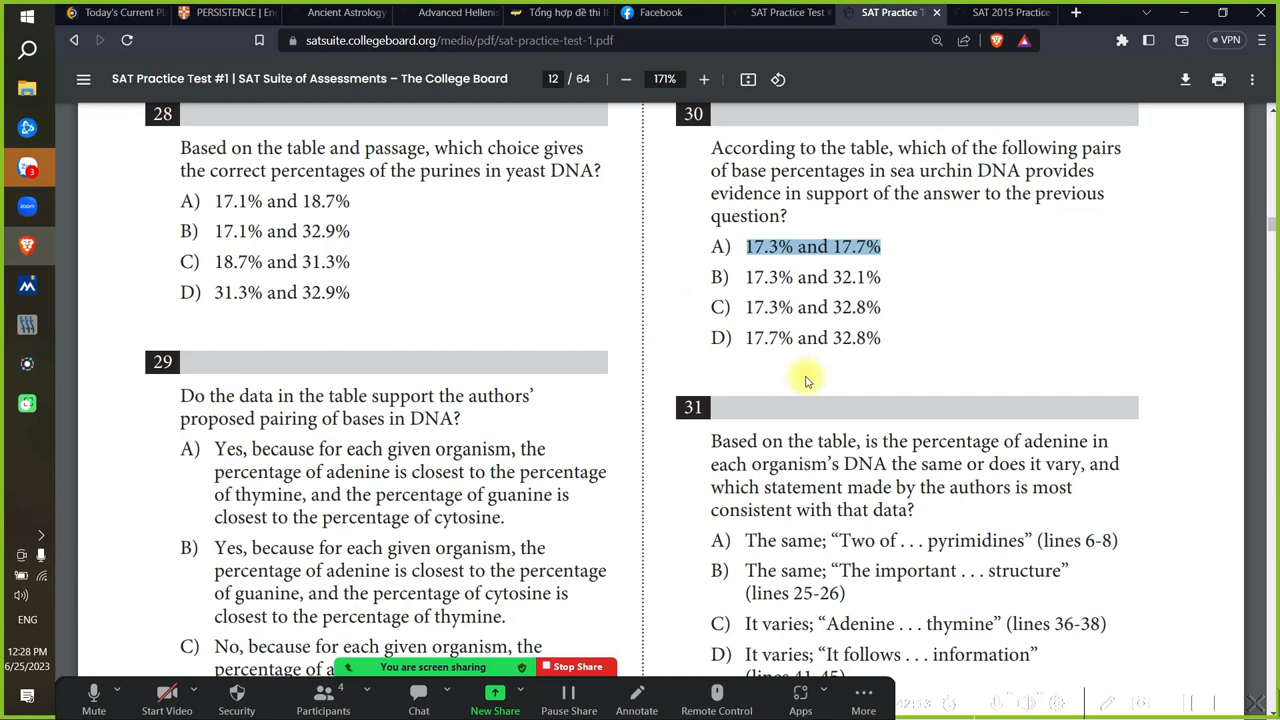 Today's Current Pl
PERSISTENCE | En
Ancient Astrology
Advanced Hellenis
Tổng hợp đề thi IE
Facebook
SAT Practice Test #
SAT Practice T
SAT 2015 Practice
satsuite.collegeboard.org/media/pdf/sat-practice-test-1.pdf
VPN
SAT Practice Test #1 | SAT Suite of Assessments – The College Board
12 / 64
171%
28
Based on the table and passage, which choice gives
the correct percentages of the purines in yeast DNA?
A) 17.1% and 18.7%
B) 17.1% and 32.9%
C) 18.7% and 31.3%
D) 31.3% and 32.9%
29
Do the data in the table support the authors’
proposed pairing of bases in DNA?
A) Yes, because for each given organism, the
percentage of adenine is closest to the percentage
of thymine, and the percentage of guanine is
closest to the percentage of cytosine.
B) Yes, because for each given organism, the
percentage of adenine is closest to the percentage
of guanine, and the percentage of cytosine is
closest to the percentage of thymine.
C) No, because for each given organism, the
percentage of a
30
According to the table, which of the following pairs
of base percentages in sea urchin DNA provides
evidence in support of the answer to the previous
question?
A) 17.3% and 17.7%
B) 17.3% and 32.1%
C) 17.3% and 32.8%
D) 17.7% and 32.8%
31
Based on the table, is the percentage of adenine in
each organism’s DNA the same or does it vary, and
which statement made by the authors is most
consistent with that data?
A) The same; “Two of . . . pyrimidines” (lines 6-8)
B) The same; “The important . . . structure”
(lines 25-26)
C) It varies; “Adenine . . . thymine” (lines 36-38)
D) It varies; “It follows . . . information”
(lines 41-45)
3
zoom
ENG
12:28 PM
6/25/2023
You are screen sharing
Stop Share
Mute
Start Video
Security
4
Participants
Chat
New Share
Pause Share
Annotate
Remote Control
Apps
More